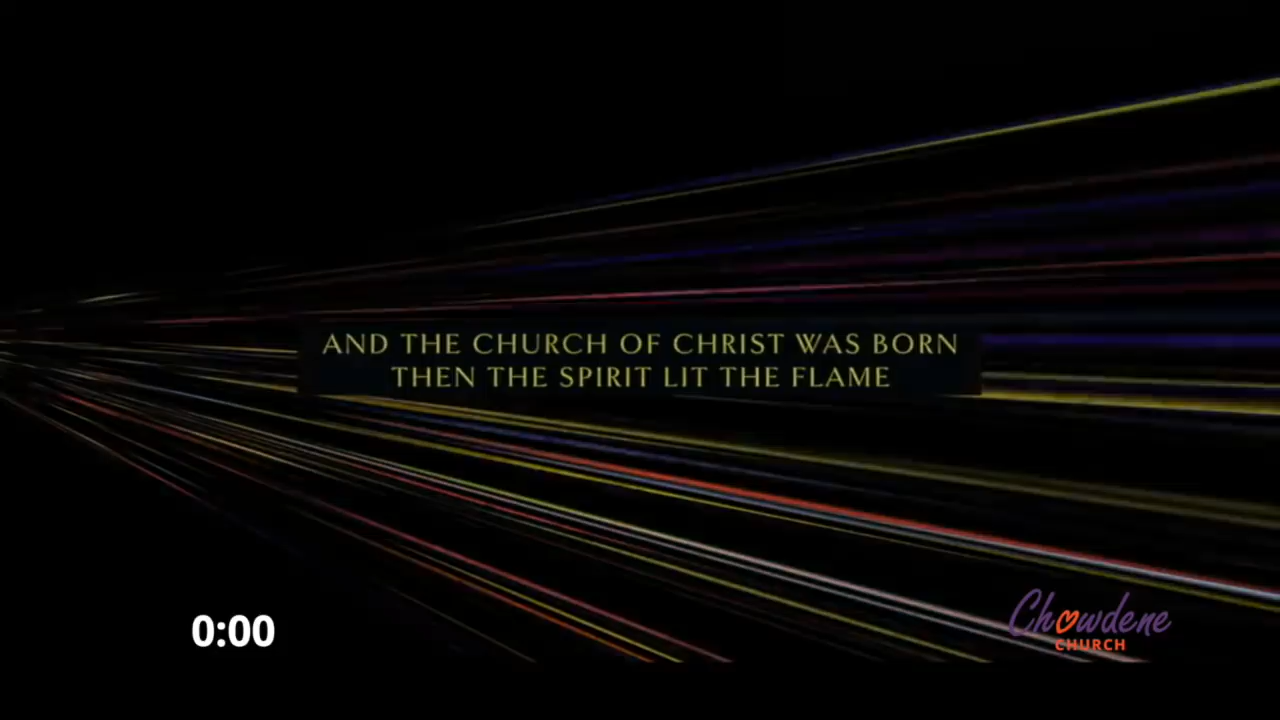 AND THE CHURCH OF CHRIST WAS BORN
THEN THE SPIRIT LIT THE FLAME
0:00
Chowdene
CHURCH